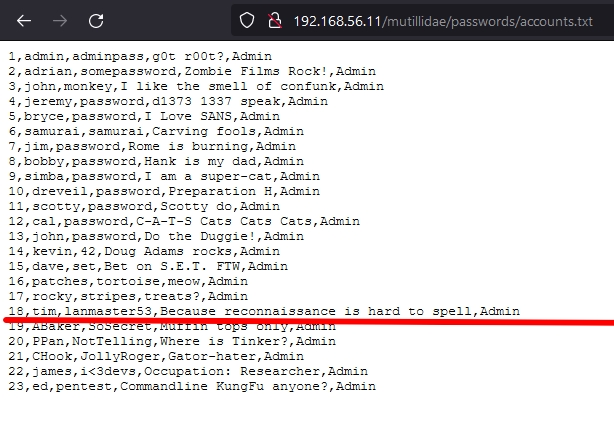 192.168.56.11/mutillidae/passwords/accounts.txt
1,admin,adminpass,g0t r00t?,Admin
2,adrian,somepassword,Zombie Films Rock!,Admin
3,john,monkey,I like the smell of confunk,Admin
4,jeremy,password,d1373 1337 speak,Admin
5,bryce,password,I Love SANS,Admin
6,samurai,samurai,Carving fools,Admin
7,jim,password,Rome is burning,Admin
8,bobby,password,Hank is my dad,Admin
9,simba,password,I am a super-cat,Admin
10,dreveil,password,Preparation H,Admin
11,scotty,password,Scotty do,Admin
12,cal,password,C-A-T-S Cats Cats Cats,Admin
13,john,password,Do the Duggie!,Admin
14,kevin,42,Doug Adams rocks,Admin
15,dave,set,Bet on S.E.T. FTW,Admin
16,patches,tortoise,meow,Admin
17,rocky,stripes,treats?,Admin
18,tim,lanmaster53,Because reconnaissance is hard to spell,Admin
19,ABaker,SoSecret,Muffin tops only,Admin
20,PPan,NotTelling,Where is Tinker?,Admin
21,CHook,JollyRoger,Gator-hater,Admin
22,james,i<3devs,Occupation: Researcher,Admin
23,ed,pentest,Commandline KungFu anyone?,Admin